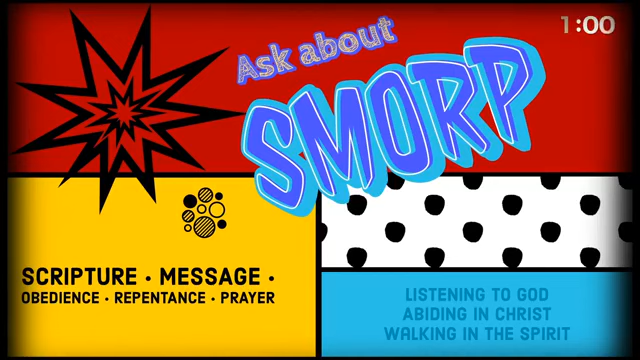 Ask about
1:00
SMORP
SCRIPTURE • MESSAGE •
OBEDIENCE • REPENTANCE • PRAYER
LISTENING TO GOD
ABIDING IN CHRIST
WALKING IN THE SPIRIT